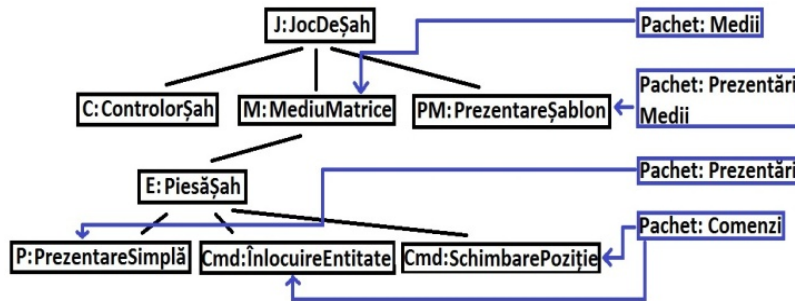 J:JocDeȘah
Pachet: Medii
C:ControlorȘah
M:MediuMatrice
PM:PrezentareȘablon
Pachet: Prezentări
Medii
E:PiesăȘah
Pachet: Prezentări
P:PrezentareSimplă
Cmd:ÎnlocuireEntitate
Cmd:SchimbarePoziție
Pachet: Comenzi